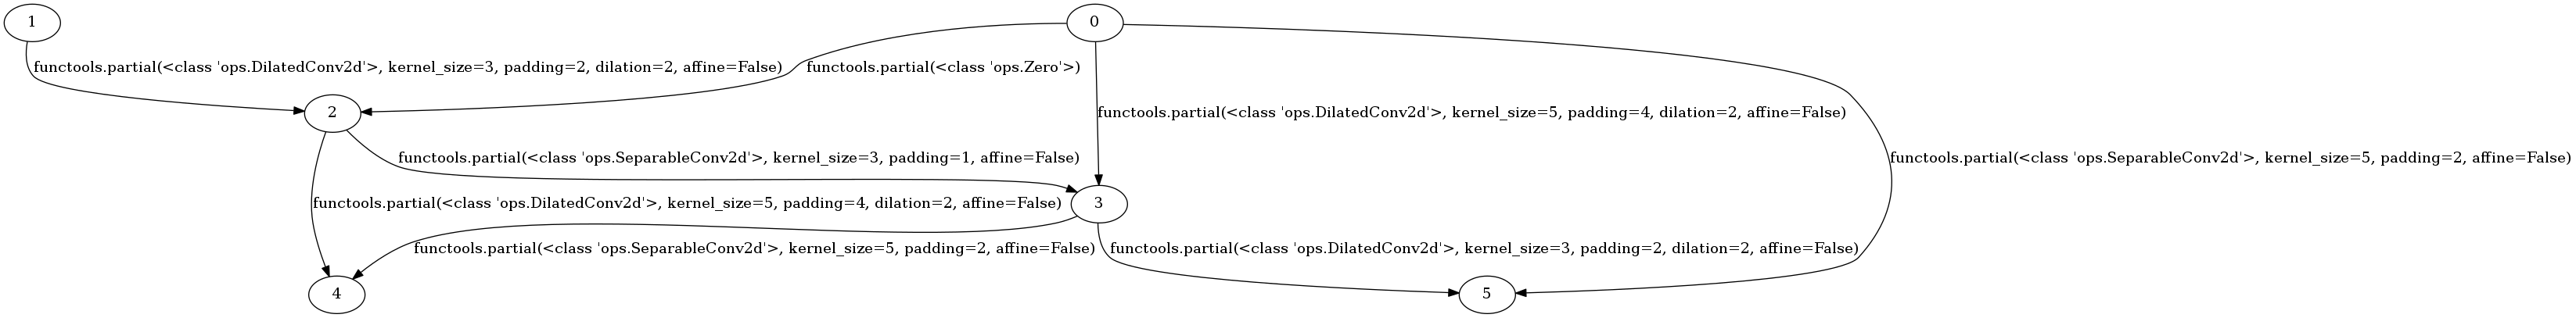 1
0
functools.partial(<class 'ops.DilatedConv2d'>, kernel_size=3, padding=2, dilation=2, affine=False)
functools.partial(<class 'ops.Zero'>)
2
functools.partial(<class 'ops.DilatedConv2d'>, kernel_size=5, padding=4, dilation=2, affine=False)
functools.partial(<class 'ops.SeparableConv2d'>, kernel_size=3, padding=1, affine=False)
functools.partial(<class 'ops.SeparableConv2d'>, kernel_size=5, padding=2, affine=False)
functools.partial(<class 'ops.DilatedConv2d'>, kernel_size=5, padding=4, dilation=2, affine=False)
3
functools.partial(<class 'ops.SeparableConv2d'>, kernel_size=5, padding=2, affine=False)
functools.partial(<class 'ops.DilatedConv2d'>, kernel_size=3, padding=2, dilation=2, affine=False)
4
5